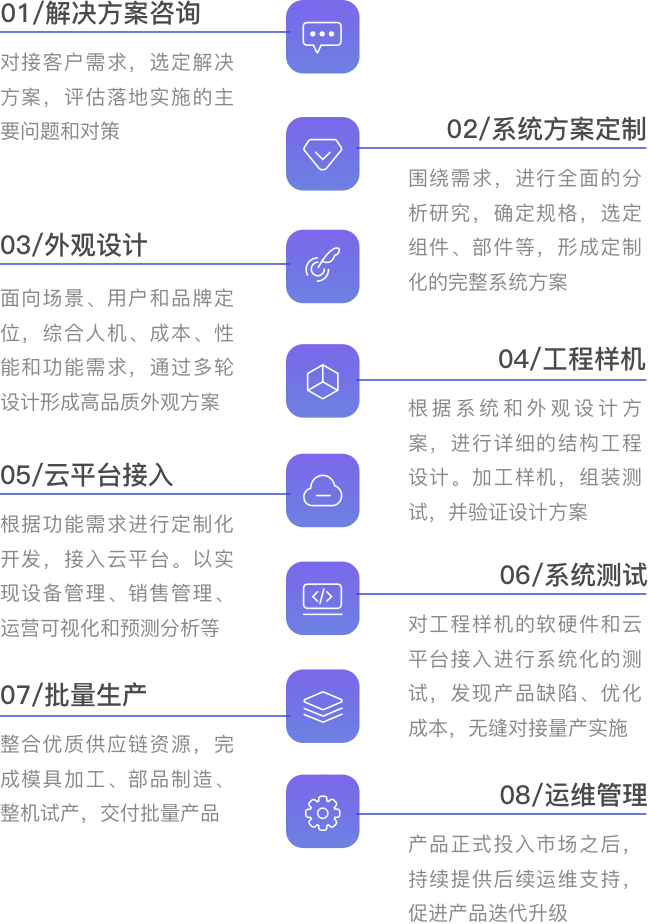 01/解决方案咨询
对接客户需求，选定解决
方案，评估落地实施的主
要问题和对策
02/系统方案定制
围绕需求，进行全面的分
析研究，确定规格，选定
组件、部件等，形成定制
化的完整系统方案
03/外观设计
面向场景、用户和品牌定
位，综合人机、成本、性
能和功能需求，通过多轮
设计形成高品质外观方案
04/工程样机
根据系统和外观设计方
案，进行详细的结构工程
设计。加工样机，组装测
试，并验证设计方案
05/云平台接入
根据功能需求进行定制化
开发，接入云平台。以实
现设备管理、销售管理、
运营可视化和预测分析等
06/系统测试
对工程样机的软硬件和云
平台接入进行系统化的测
试，发现产品缺陷、优化
成本，无缝对接量产实施
07/批量生产
整合优质供应链资源，完
成模具加工、部品制造、
整机试产，交付批量产品
08/运维管理
产品正式投入市场之后，
持续提供后续运维支持，
促进产品迭代升级